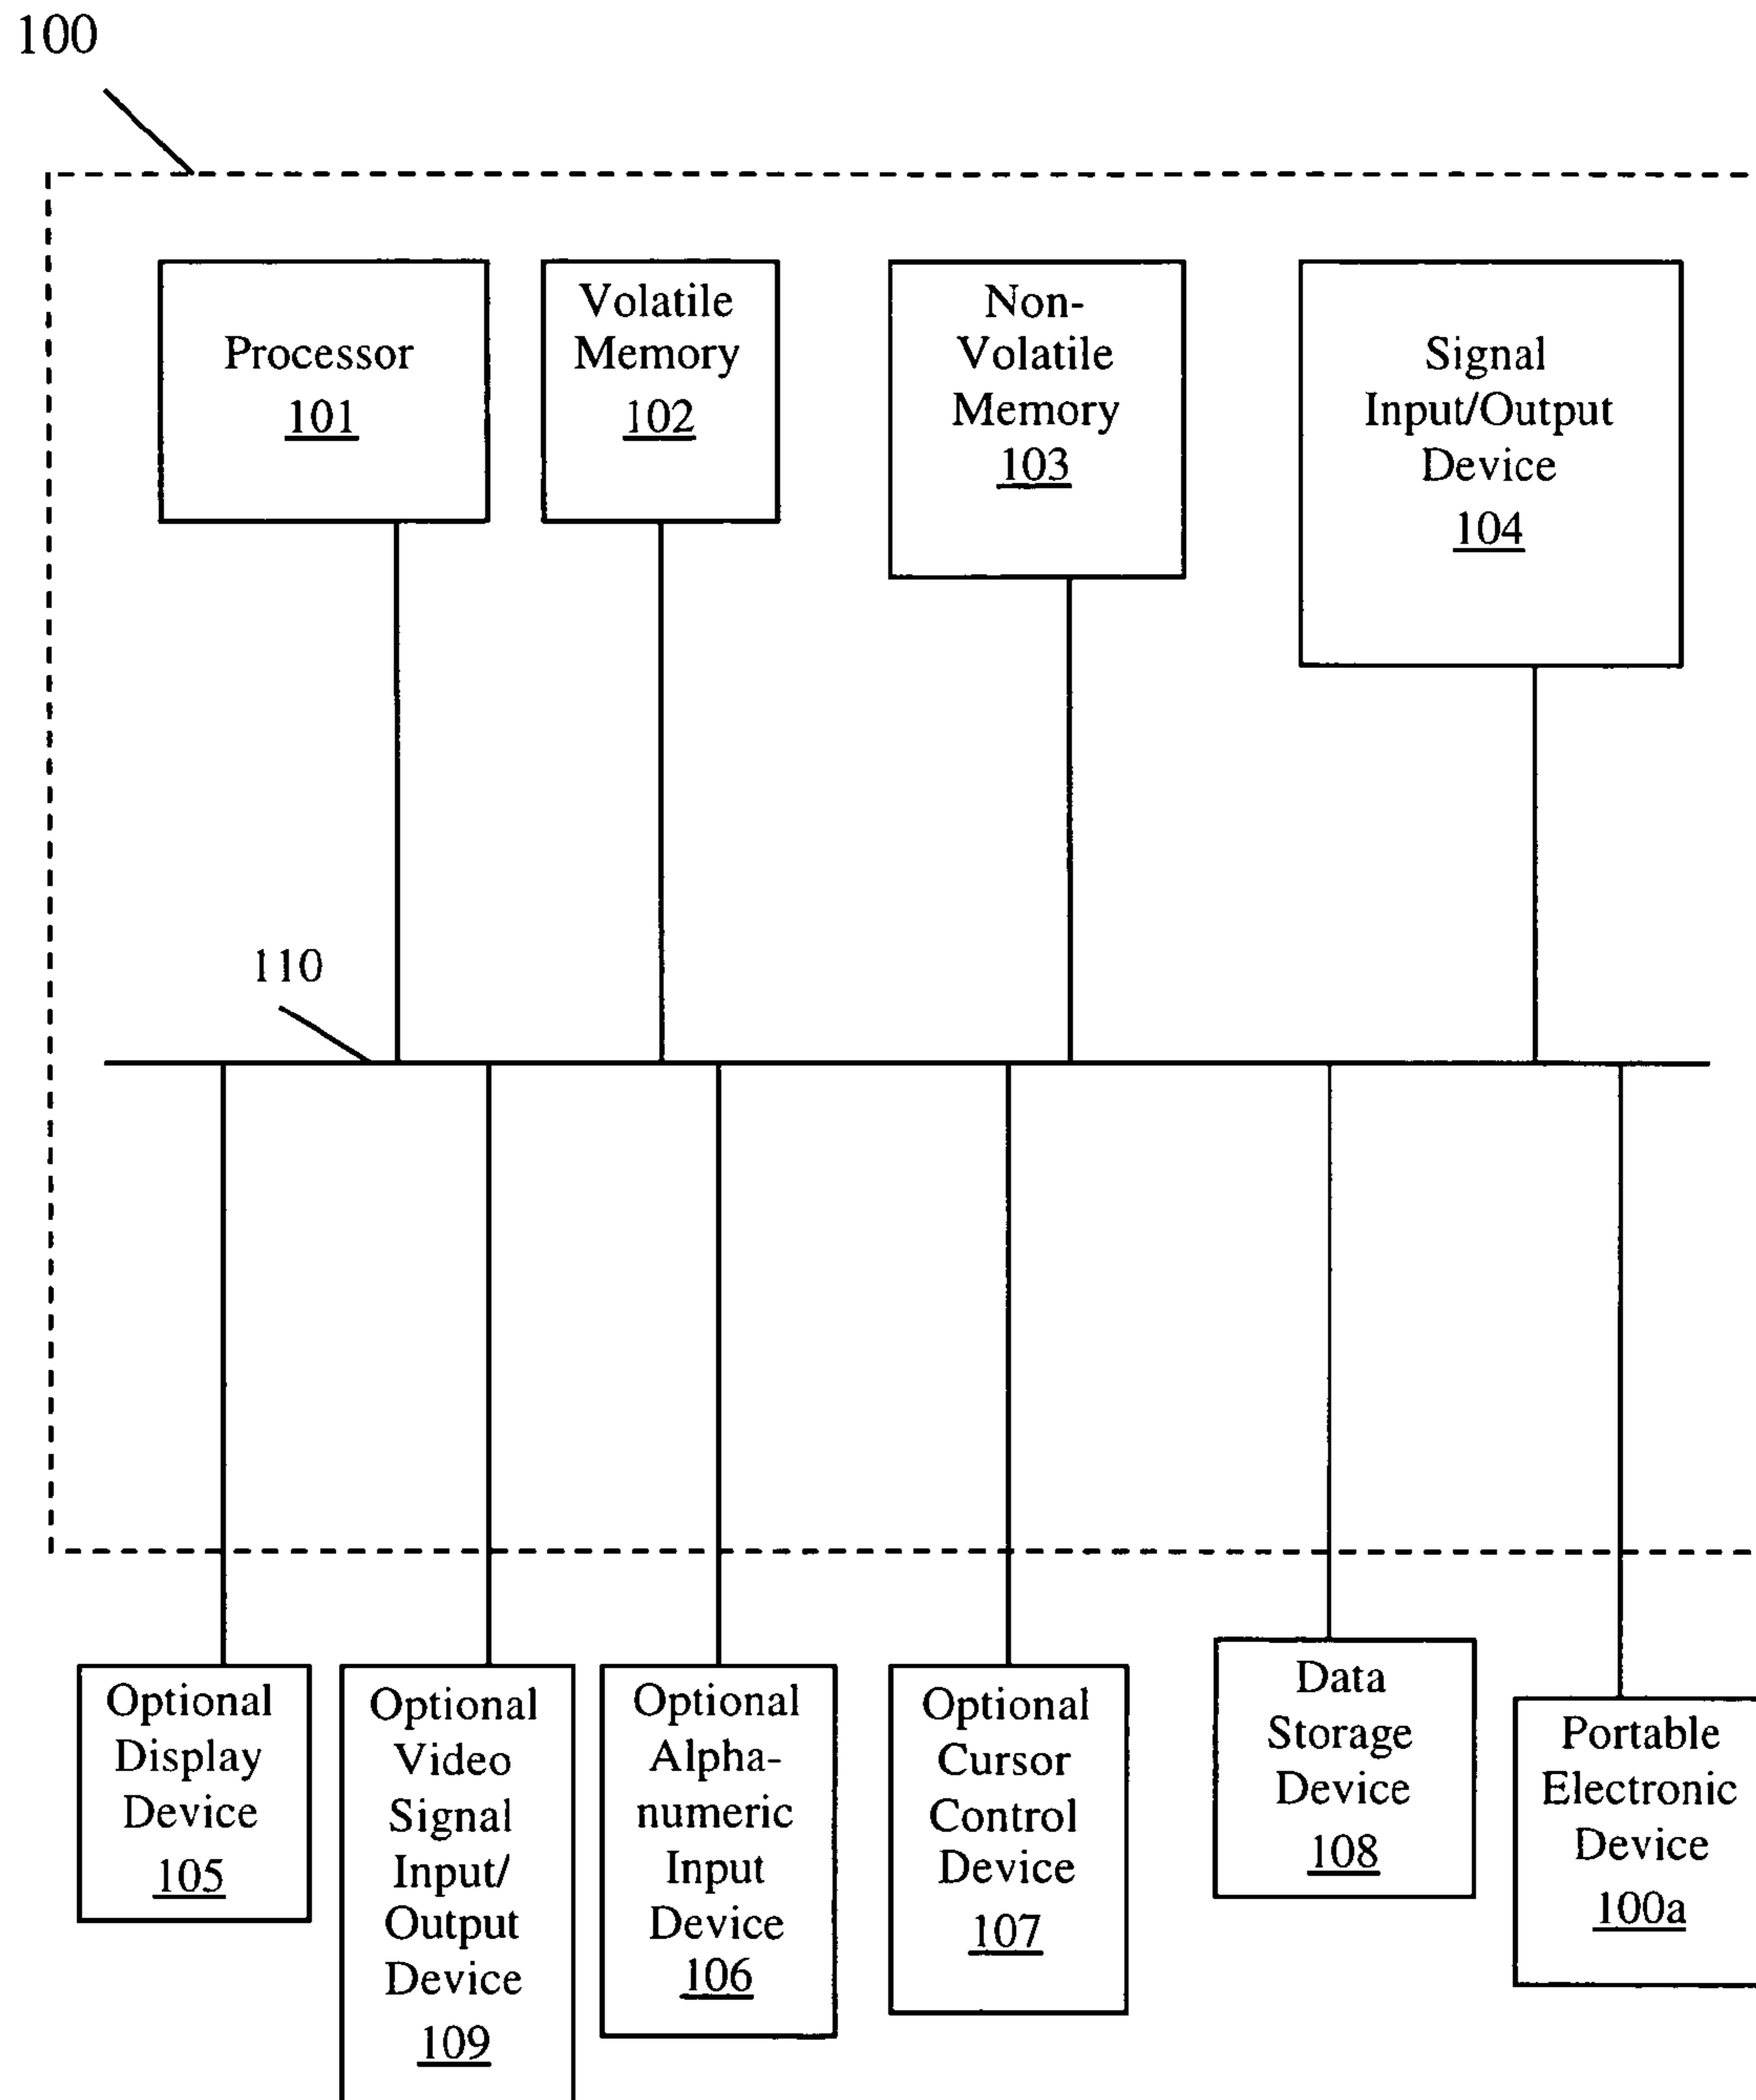 100
Processor
101
Volatile
Memory
102
Non-
Volatile
Memory
103
Signal
Input/Output
Device
104
110
Optional
Display
Device
105
Optional
Video
Signal
Input/
Output
Device
109
Optional
Alpha-
numeric
Input
Device
106
Optional
Cursor
Control
Device
107
Data
Storage
Device
108
Portable
Electronic
Device
100a